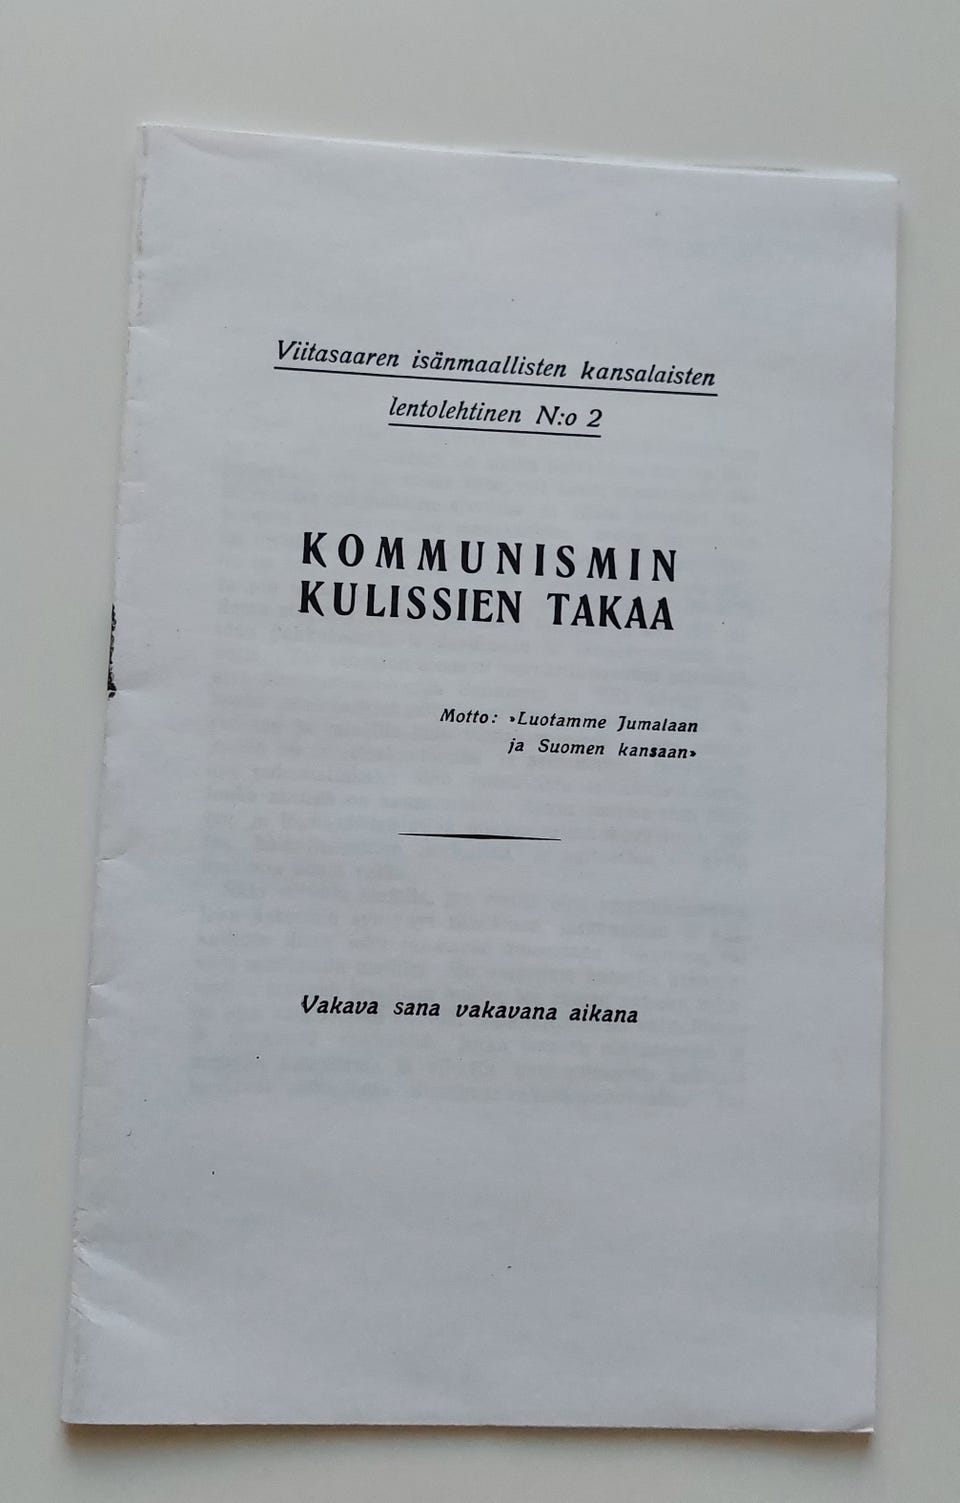 Viitasaaren isänmaallisten kansalaisten
lentolehtinen N:o 2
KOMMUNISMIN
KULISSIEN TAKAA
Motto: »Luotamme Jumalaan
ja Suomen kansaan»
Vakava sana vakavana aikana